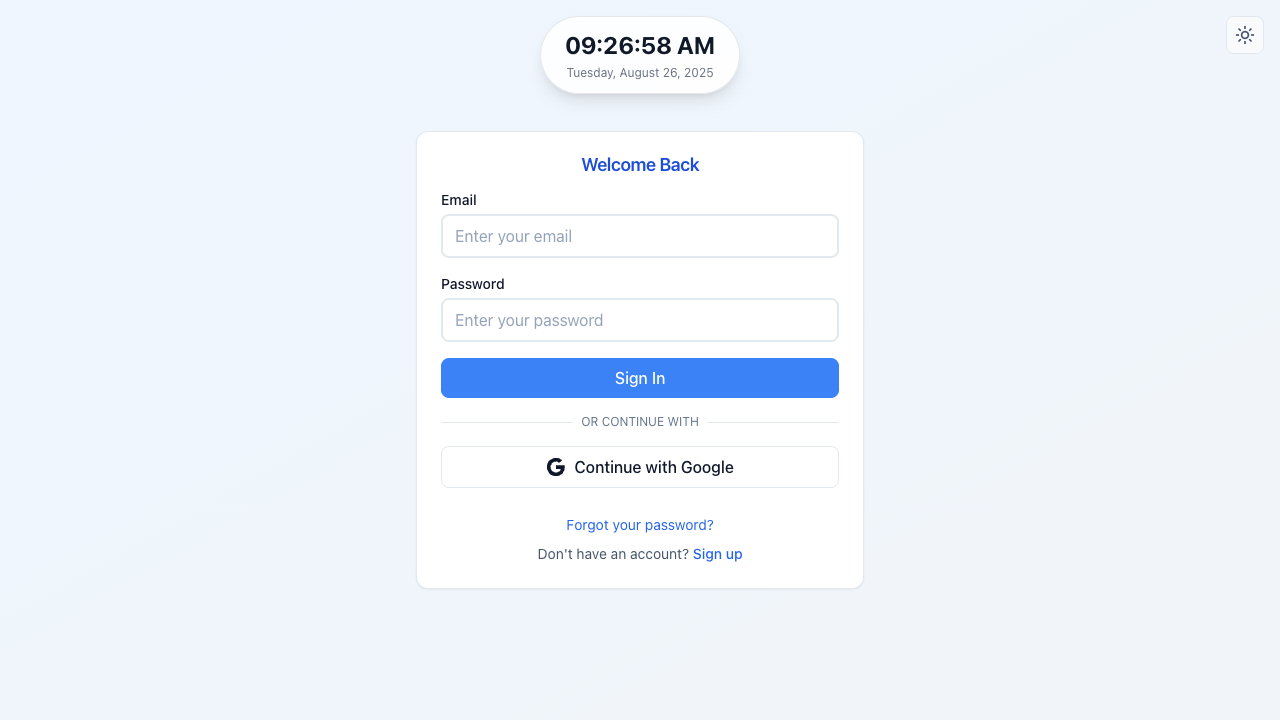 09:26:58 AM
Tuesday, August 26, 2025
Welcome Back
Email
Enter your email
Password
Enter your password
Sign In
OR CONTINUE WITH
Continue with Google
Forgot your password?
Don't have an account? Sign up